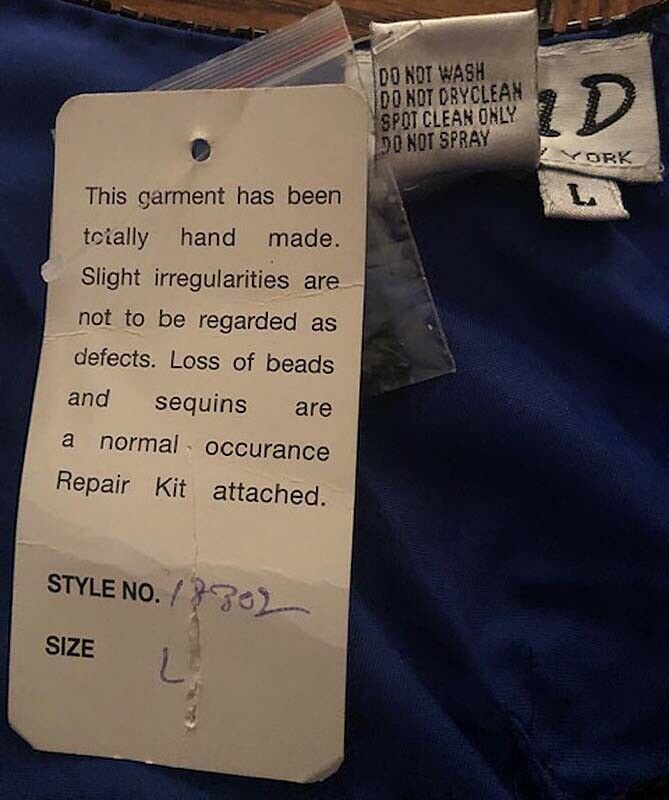 This garment has been
totally hand made.
Slight irregularities are
not to be regarded as
defects. Loss of beads
and sequins are
a normal occurance
Repair Kit attached.
STYLE NO. 18302
SIZE L
DO NOT WASH
DO NOT DRYCLEAN
SPOT CLEAN ONLY
DO NOT SPRAY
D
YORK
L